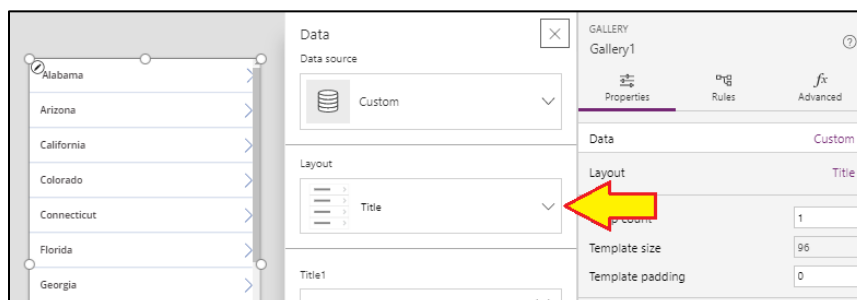 Alabama
Arizona
California
Colorado
Connecticut
Florida
Georgia
Data
Data source
Custom
Layout
Title
Title1
GALLERY
Gallery1
?
Properties
Rules
fx
Advanced
Data Custom
Layout Title
count 1
Template size 96
Template padding 0